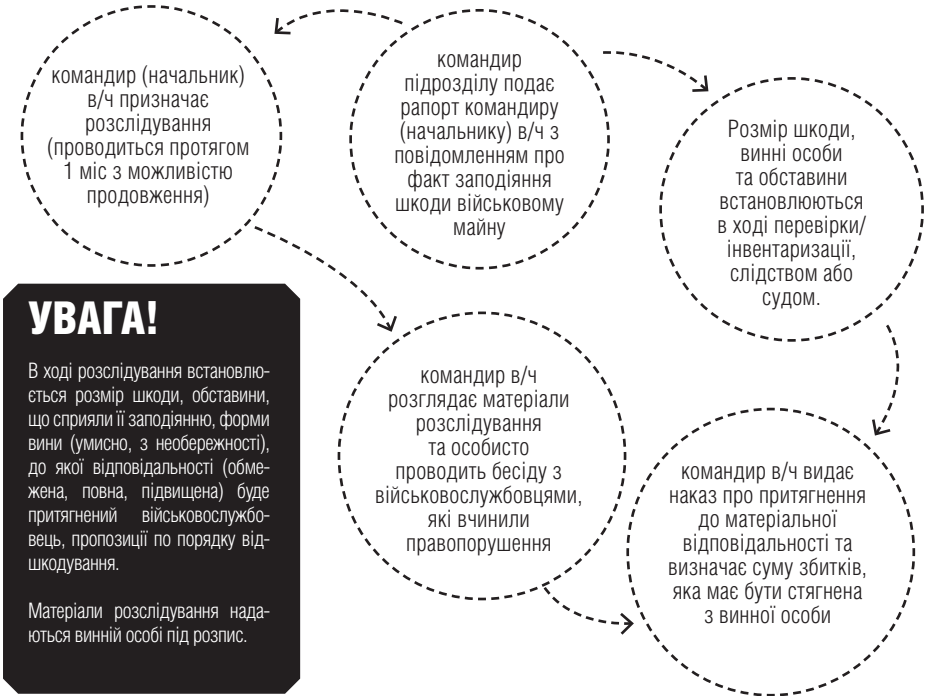 командир (начальник)
в/ч призначає
розслідування
(проводиться протягом
1 міс з можливістю
продовження)
командир
підрозділу подає
рапорт командиру
(начальнику) в/ч з
повідомленням про
факт заподіяння
шкоди військовому
майну
Розмір шкоди,
винні особи
та обставини
встановлюються
в ході перевірки/
інвентаризації,
слідством або
судом.
УВАГА!
В ході розслідування встановлю-
ється розмір шкоди, обставини,
що сприяли її заподіянню, форми
вини (умисно, з необережності),
до якої відповідальності (обме-
жена, повна, підвищена) буде
притягнений військовослужбо-
вець, пропозиції по порядку від-
шкодування.
Матеріали розслідування нада-
ються винній особі під розпис.
командир в/ч
розглядає матеріали
розслідування
та особисто
проводить бесіду з
військовослужбовцями,
які вчинили
правопорушення
командир в/ч видає
наказ про притягнення
до матеріальної
відповідальності та
визначає суму збитків,
яка має бути стягнена
з винної особи